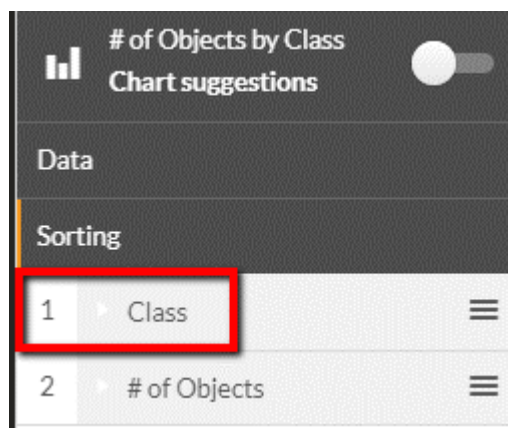 # of Objects by Class
Chart suggestions
Data
Sorting
1 Class
2 # of Objects